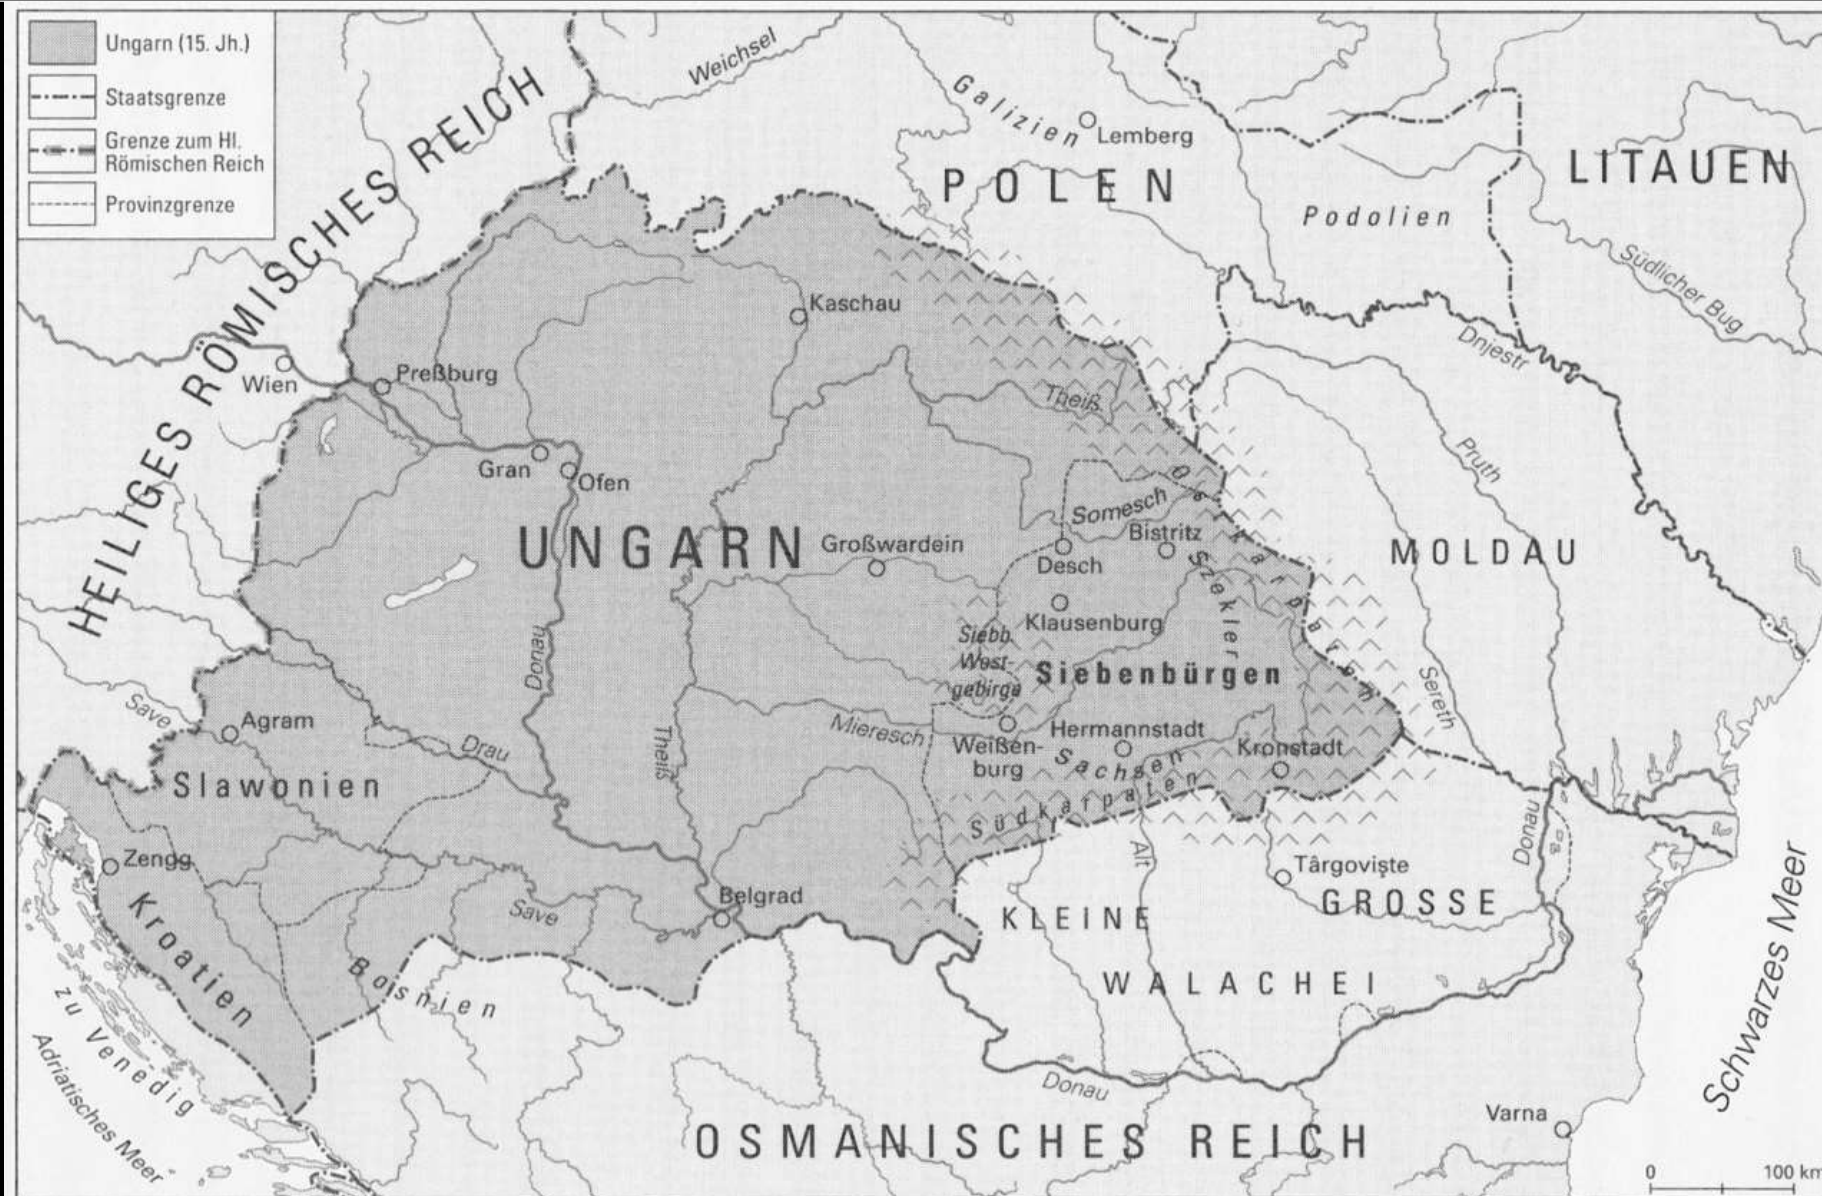 Ungarn (15. Jh.)
Staatsgrenze
Grenze zum Hl.
Römischen Reich
Provinzgrenze
HEILIGES RÖMISCHES REICH
Weichsel
Galizien
Lemberg
POLEN
LITAUEN
Podolien
Südlicher Bug
Dnjestr
Kaschau
Wien
Preßburg
Theiß
Gran
Ofen
Pruth
Ostkarpaten
Somesch
UNGARN
Großwardein
Bistritz
Desch
MOLDAU
Szekler
Klausenburg
Siebb.
West-
gebirge
Siebenbürgen
Donau
Save
Agram
Drau
Theiß
Mieresch
Weißen-
burg
Hermannstadt
Sachsen
Kronstadt
Sereth
Slawonien
Südkarpaten
Alt
Donau
Zengg
Târgovişte
Kroatien
Save
Belgrad
KLEINE
GROSSE
WALACHEI
Bosnien
zu Venedig
Adriatisches Meer
Donau
Schwarzes Meer
OSMANISCHES REICH
Varna
0 100 km